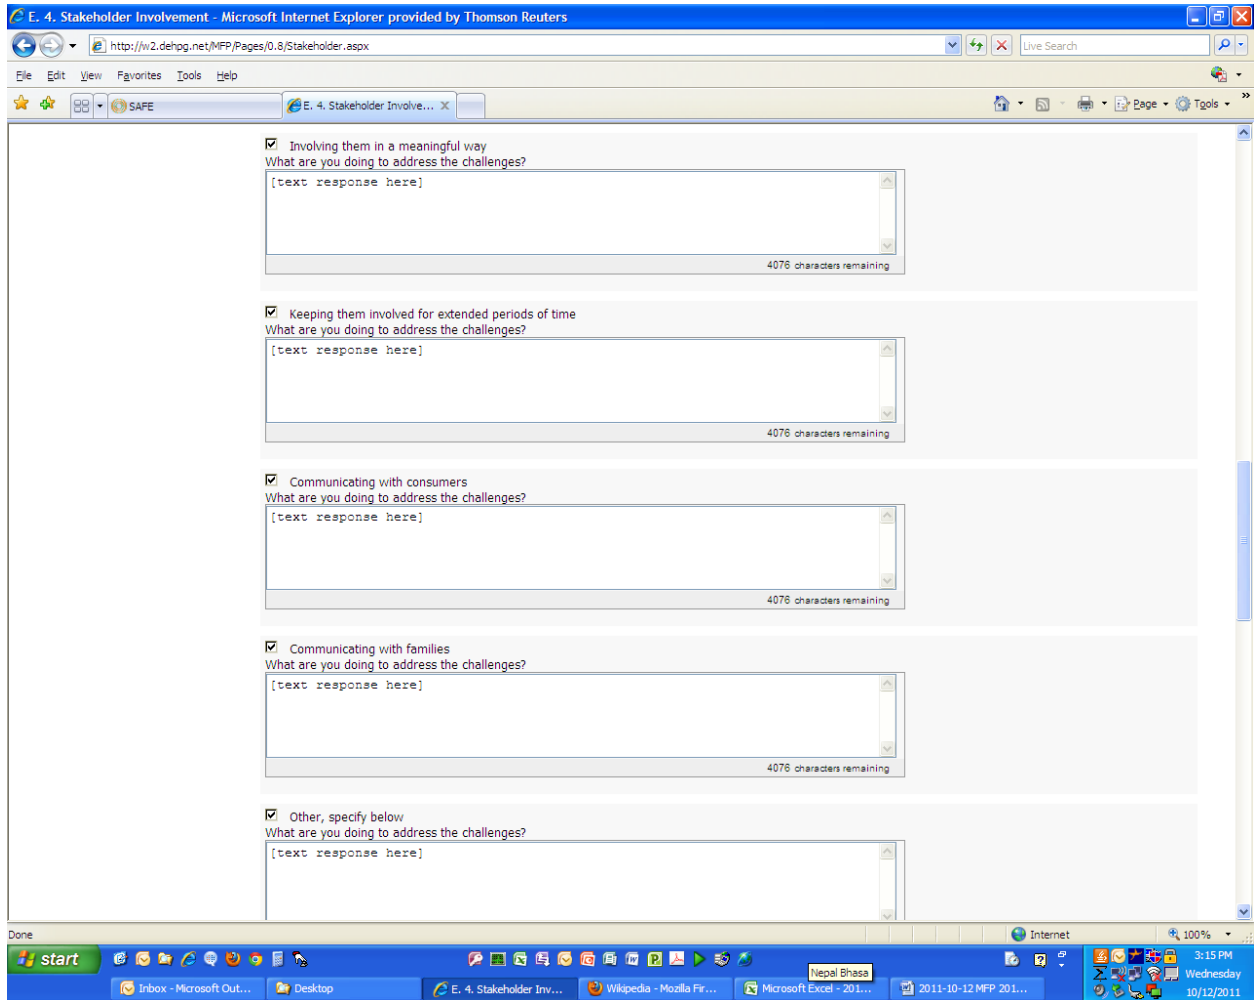 E. 4. Stakeholder Involvement - Microsoft Internet Explorer provided by Thomson Reuters
http://w2.dehpg.net/MFP/Pages/0.8/Stakeholder.aspx
Live Search
File Edit View Favorites Tools Help
SAFE
E. 4. Stakeholder Involve...
Page
Tools
Involving them in a meaningful way
What are you doing to address the challenges?
[text response here]
4076 characters remaining
Keeping them involved for extended periods of time
What are you doing to address the challenges?
[text response here]
4076 characters remaining
Communicating with consumers
What are you doing to address the challenges?
[text response here]
4076 characters remaining
Communicating with families
What are you doing to address the challenges?
[text response here]
4076 characters remaining
Other, specify below
What are you doing to address the challenges?
[text response here]
Done
Internet
100%
start
Nepal Bhasa
3:15 PM
Wednesday
10/12/2011
Inbox - Microsoft Out...
Desktop
E. 4. Stakeholder Inv...
Wikipedia - Mozilla Fir...
Microsoft Excel - 201...
2011-10-12 MFP 201...